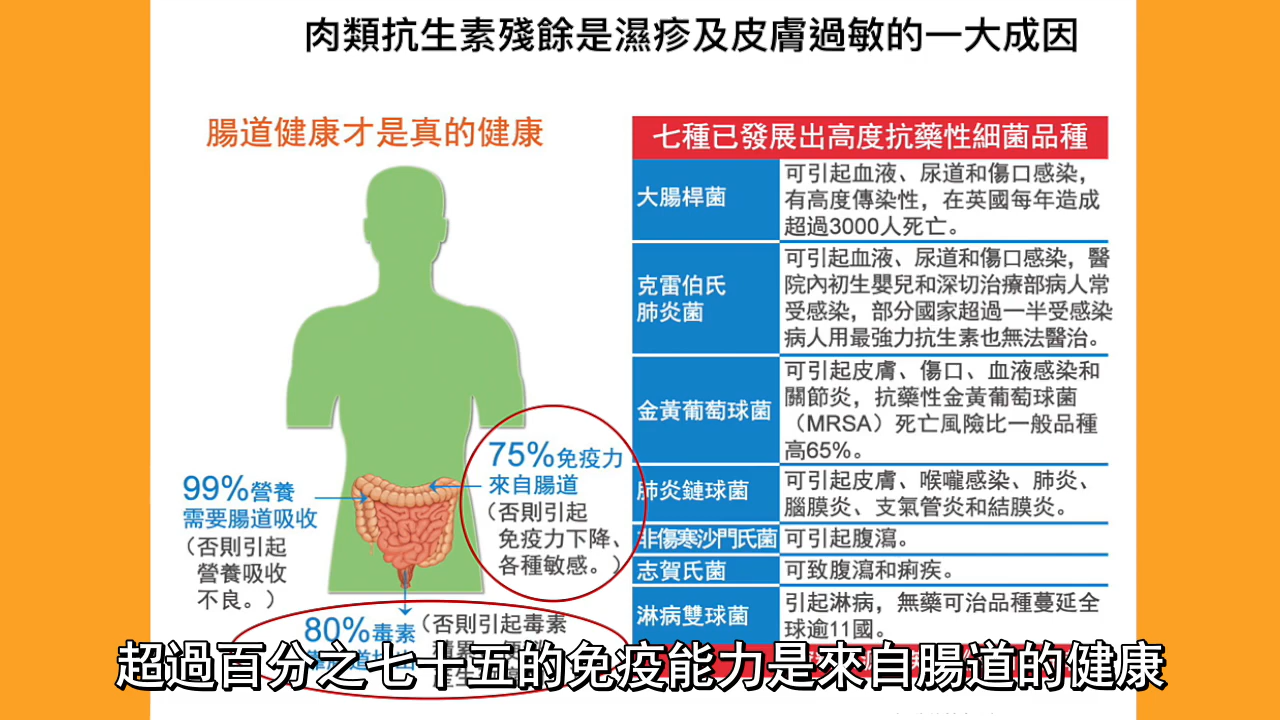 肉類抗生素殘餘是濕疹及皮膚過敏的一大成因
腸道健康才是真的健康
99%營養
需要腸道吸收
（否則引起
營養吸收
不良。）
75%免疫力
來自腸道
（否則引起
免疫力下降、
各種敏感。）
80%毒素
（否則引起毒素
七種已發展出高度抗藥性細菌品種
大腸桿菌
可引起血液、尿道和傷口感染，
有高度傳染性，在英國每年造成
超過3000人死亡。
克雷伯氏
肺炎菌
可引起血液、尿道和傷口感染，醫
院內初生嬰兒和深切治療部病人常
受感染，部分國家超過一半受感染
病人用最強力抗生素也無法醫治。
金黃葡萄球菌
可引起皮膚、傷口、血液感染和
關節炎，抗藥性金黃葡萄球菌
（MRSA）死亡風險比一般品種
高65%。
肺炎鏈球菌
可引起皮膚、喉嚨感染、肺炎、
腦膜炎、支氣管炎和結膜炎。
非傷寒沙門氏菌
可引起腹瀉。
志賀氏菌
可致腹瀉和痢疾。
淋病雙球菌
引起淋病，無藥可治品種蔓延全
球逾11國。
超過百分之七十五的免疫能力是來自腸道的健康